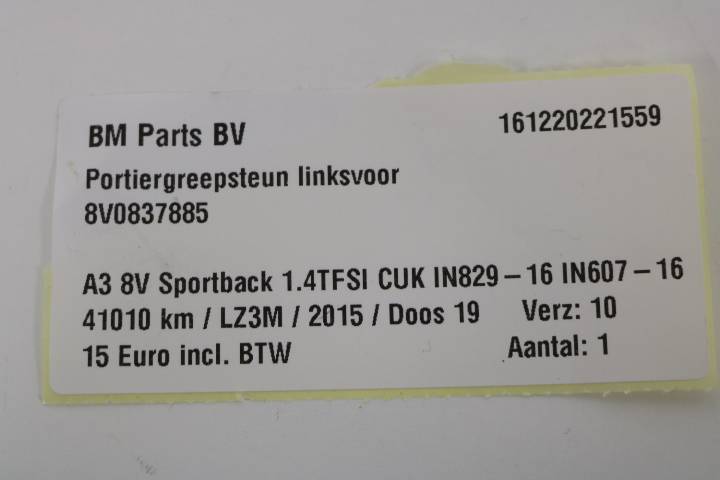 BM Parts BV 161220221559
Portiergreepsteun linksvoor
8V0837885
A3 8V Sportback 1.4TFSI CUK IN829-16 IN607-16
41010 km / LZ3M / 2015 / Doos 19 Verz: 10
15 Euro incl. BTW Aantal: 1